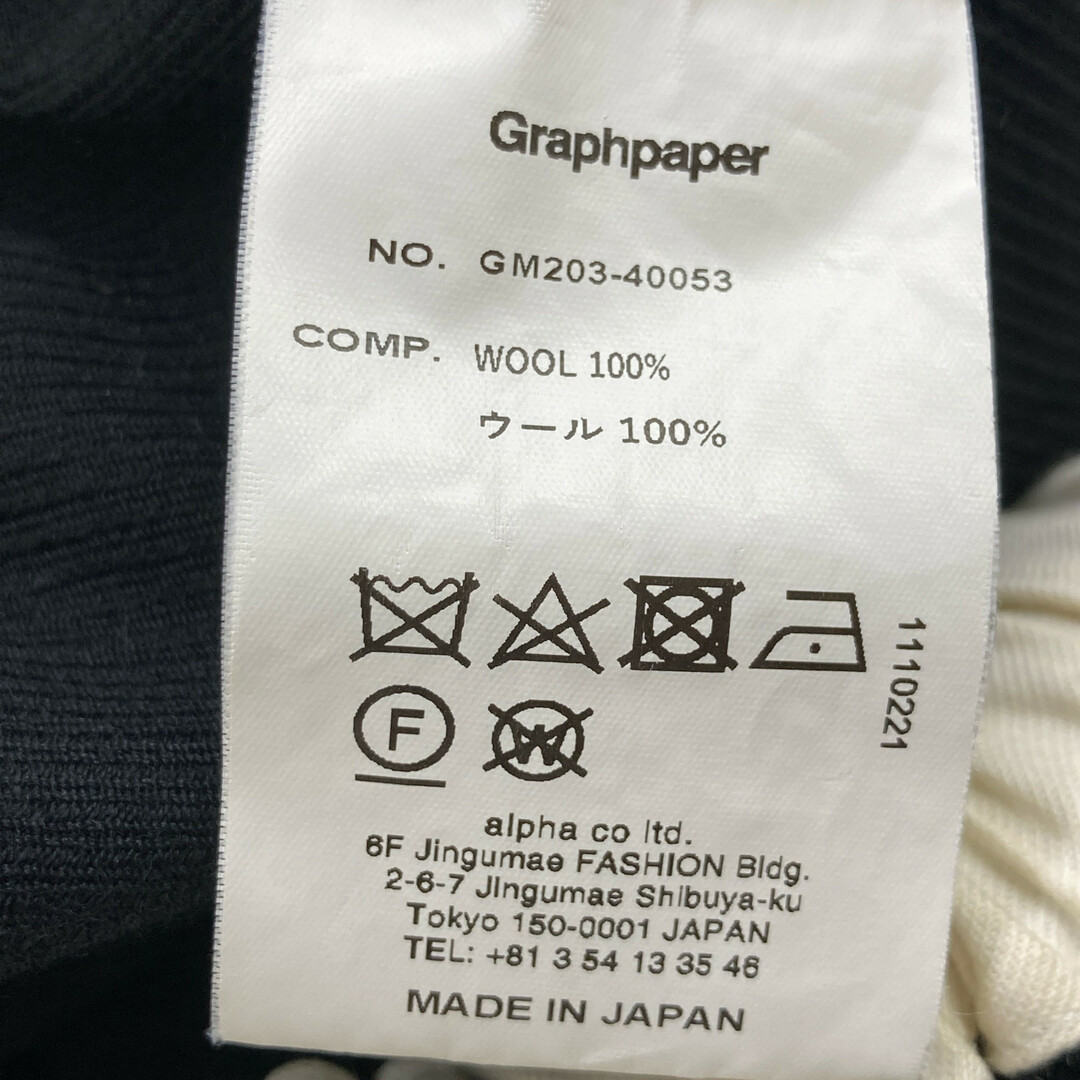 Graphpaper
NO. GM203-40053
COMP. WOOL 100%
ウール 100%
1110221
F
W
alpha co ltd.
6F Jingumae FASHION Bldg.
2-6-7 Jingumae Shibuya-ku
Tokyo 150-0001 JAPAN
TEL: +81 3 54 13 35 46
MADE IN JAPAN